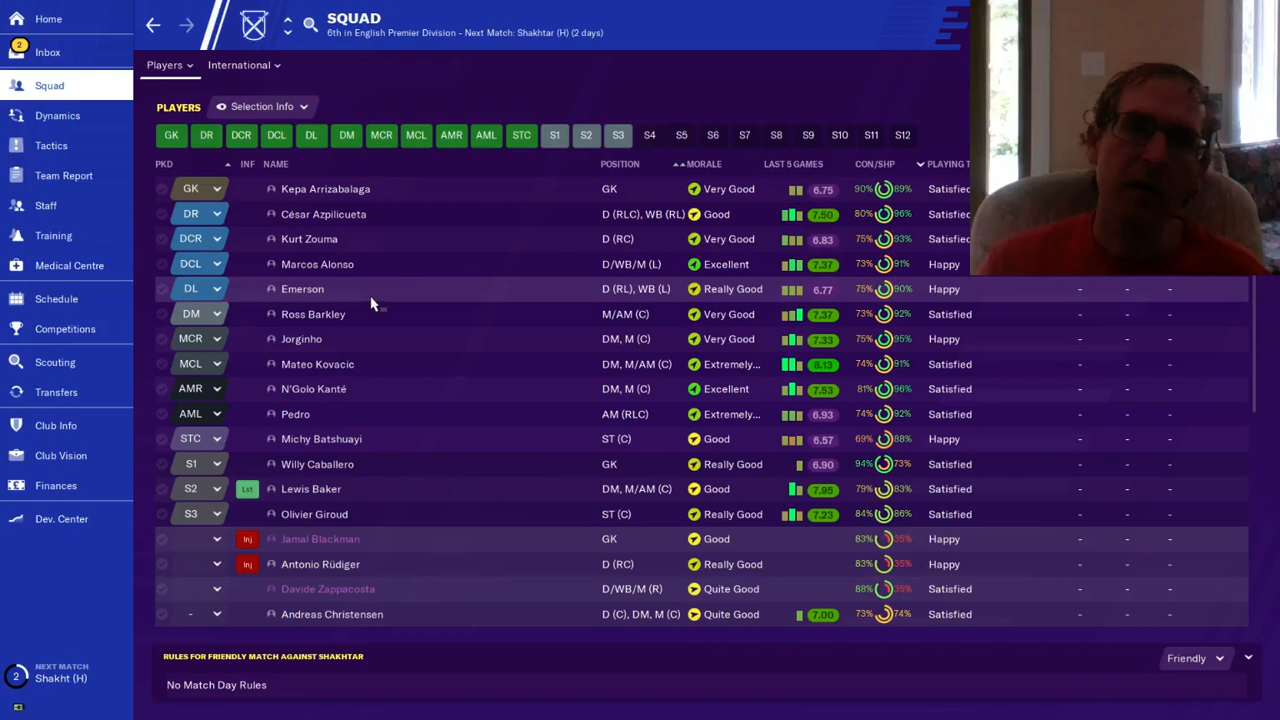 Home
SQUAD
6th in English Premier Division - Next Match: Shakhtar (H) (2 days)
2
Inbox
Squad
Dynamics
Tactics
Team Report
Staff
Training
Medical Centre
Schedule
Competitions
Scouting
Transfers
Club Info
Club Vision
Finances
Dev. Center
NEXT MATCH
2 Shakht (H)
Players International
PLAYERS Selection Info
GK DR DCR DCL DL DM MCR MCL AMR AML STC S1 S2 S3 S4 S5 S6 S7 S8 S9 S10 S11 S12
PKD INF NAME POSITION MORALE LAST 5 GAMES CON/SHP PLAYING T
GK Kepa Arrizabalaga GK Very Good 6.75 90% 89% Satisfied
DR César Azpilicueta D (RLC), WB (RL) Good 7.50 80% 96% Satisfied
DCR Kurt Zouma D (RC) Very Good 6.83 75% 93% Satisfied
DCL Marcos Alonso D/WB/M (L) Excellent 7.37 73% 91% Happy
DL Emerson D (RL), WB (L) Really Good 6.77 75% 90% Happy - - -
DM Ross Barkley M/AM (C) Very Good 7.37 73% 92% Satisfied - - -
MCR Jorginho DM, M (C) Very Good 7.33 75% 95% Happy - - -
MCL Mateo Kovacic DM, M/AM (C) Extremely... 8.13 74% 91% Satisfied - - -
AMR N'Golo Kanté DM, M (C) Excellent 7.53 81% 96% Satisfied - - -
AML Pedro AM (RLC) Extremely... 6.93 74% 92% Satisfied - - -
STC Michy Batshuayi ST (C) Good 6.57 69% 88% Happy - - -
S1 Willy Caballero GK Really Good 6.90 94% 73% Satisfied - - -
S2 Lst Lewis Baker DM, M/AM (C) Good 7.95 79% 83% Satisfied - - -
S3 Olivier Giroud ST (C) Really Good 7.23 84% 86% Satisfied - - -
Inj Jamal Blackman GK Good 83% 35% Happy - - -
Inj Antonio Rüdiger D (RC) Really Good 83% 35% Happy - - -
Davide Zappacosta D/WB/M (R) Quite Good 88% 35% Satisfied - - -
- Andreas Christensen D (C), DM, M (C) Quite Good 7.00 73% 74% Satisfied - - -
RULES FOR FRIENDLY MATCH AGAINST SHAKHTAR
Friendly
No Match Day Rules